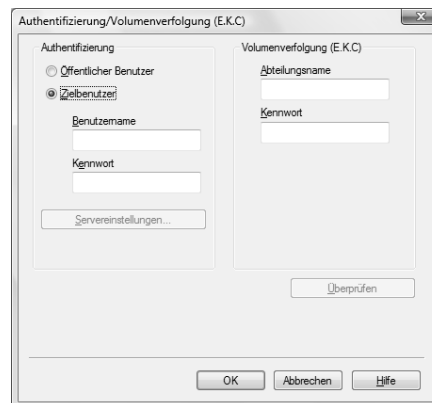 Authentifizierung/Volumenverfolgung (E.K.C)
Authentifizierung
Öffentlicher Benutzer
Zielbenutzer
Benutzername
Kennwort
Servereinstellungen...
Volumenverfolgung (E.K.C)
Abteilungsname
Kennwort
Überprüfen
OK
Abbrechen
Hilfe